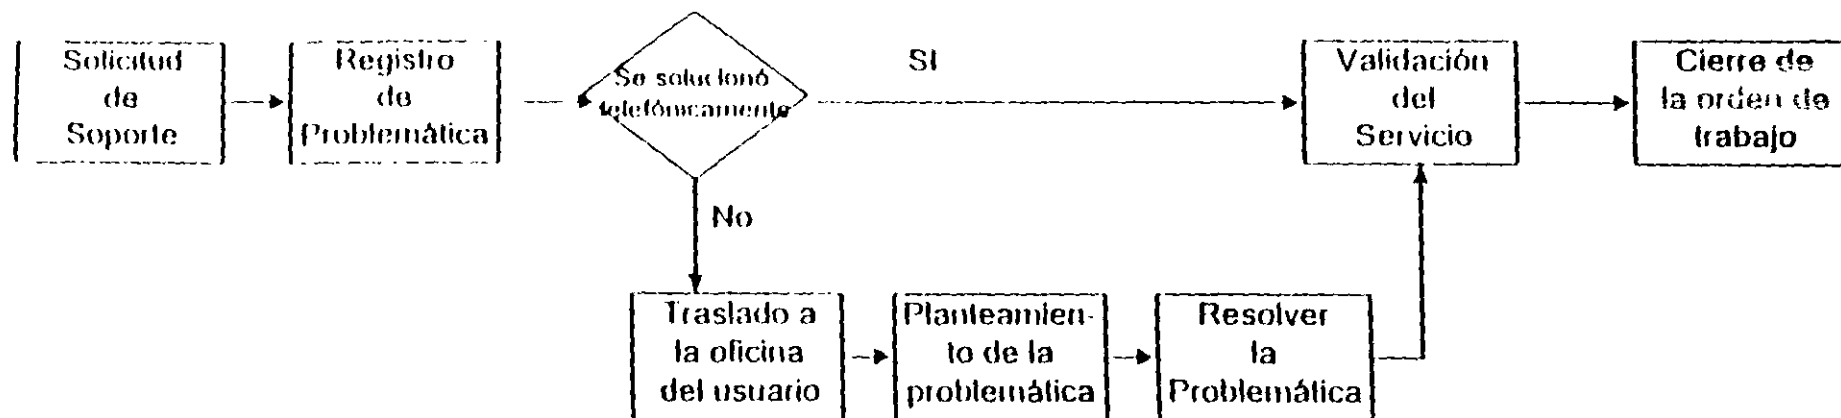 Solicitud
de
Soporte
Registro
de
Problemática
Se solucionó
telefónicamente
SI
Validación
del
Servicio
Cierre de
la orden de
trabajo
No
Traslado a
la oficina
del usuario
Planteamien-
to de la
problemática
Resolver
la
Problemática